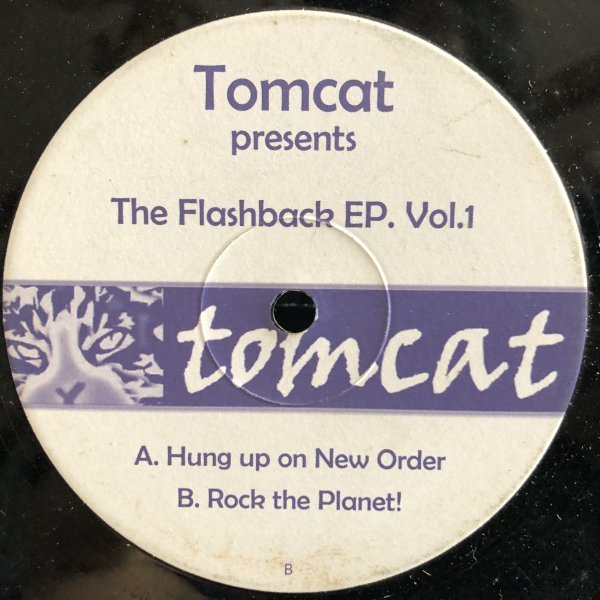 Tomcat
presents
The Flashback EP. Vol.1
tomcat
A. Hung up on New Order
B. Rock the Planet!
B